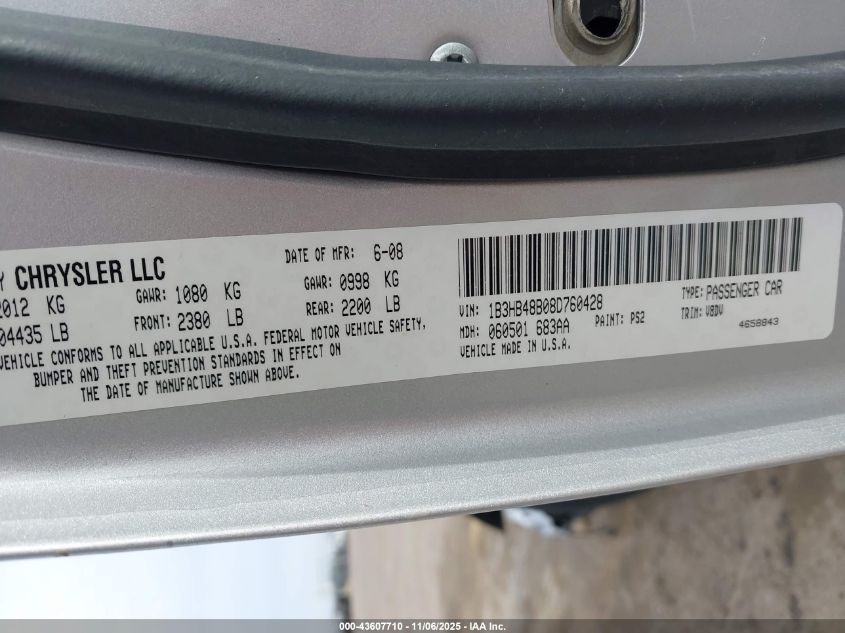 Y CHRYSLER LLC
DATE OF MFR: 6-08
2012 KG
GAWR: 1080 KG
GAWR: 0998 KG
04435 LB
FRONT: 2380 LB
REAR: 2200 LB
VEHICLE CONFORMS TO ALL APPLICABLE U.S.A. FEDERAL MOTOR VEHICLE SAFETY,
BUMPER AND THEFT PREVENTION STANDARDS IN EFFECT ON
THE DATE OF MANUFACTURE SHOWN ABOVE.
VIN: 1B3HB48B08D760428
TYPE: PASSENGER CAR
MDH: 060501 683AA
PAINT: PS2
TRIM: V8DV
VEHICLE MADE IN U.S.A.
4658843
000-43607710 — 11/06/2025 — IAA Inc.